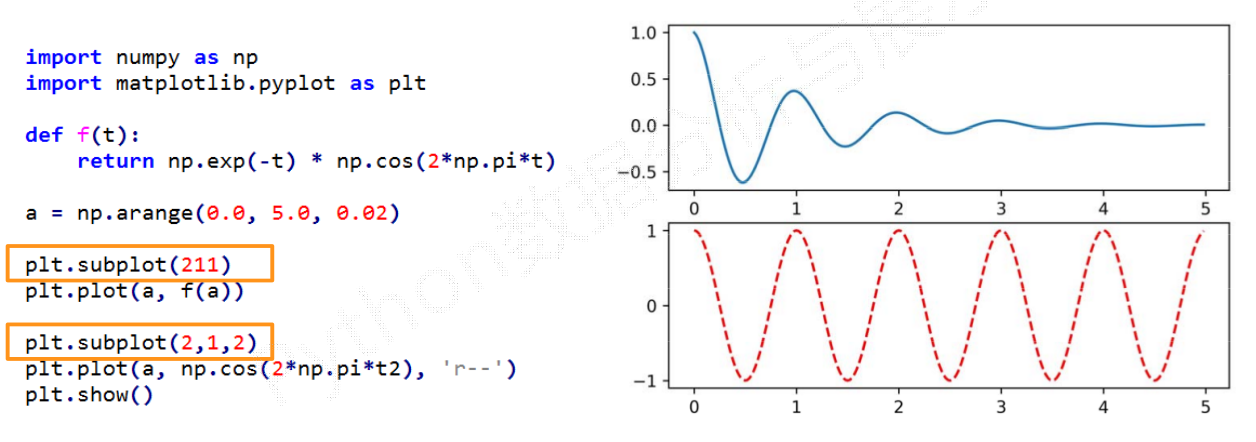 import numpy as np
import matplotlib.pyplot as plt
def f(t):
return np.exp(-t) * np.cos(2*np.pi*t)
a = np.arange(0.0, 5.0, 0.02)
plt.subplot(211)
plt.plot(a, f(a))
plt.subplot(2,1,2)
plt.plot(a, np.cos(2*np.pi*t2), 'r--')
plt.show()
1.0
0.5
0.0
−0.5
0 1 2 3 4 5
1
0
−1
0 1 2 3 4 5
Python数据分析与展